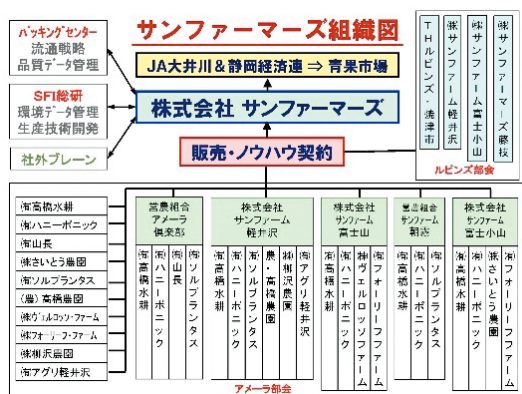 サンファーマーズ組織図
パッキングセンター
流通戦略
品質データ管理
JA大井川＆静岡経済連 ⇒ 青果市場
SFI総研
環境データ管理
生産技術開発
株式会社 サンファーマーズ
社外ブレーン
販売・ノウハウ契約
THルビンズ・焼津市
㈱サンファーム軽井沢
㈱サンファーム富士小山
㈱サンファーマーズ藤枝
ルビンズ部会
㈲高橋水耕
㈲ハニーポニック
㈲山長
㈱さいとう農園
㈲ソルプランタス
(農)高橋農園
㈱ヴェルロッソ・ファーム
㈱フォーリーフ・ファーム
㈱柳沢農園
㈲アグリ軽井沢
営農組合
アメーラ
倶楽部
㈲高橋水耕
㈲ハニーポニック
㈲山長
㈲ソルプランタス
株式会社
サンファーム
軽井沢
㈲高橋水耕
㈲ハニーポニック
㈲ソルプランタス
農・高橋農園
㈱柳沢農園
㈲アグリ軽井沢
株式会社
サンファーム
富士山
㈲高橋水耕
㈲ハニーポニック
㈱ヴェルロッソファーム
㈲フォーリーフファーム
営農組合
サンファーム
朝霧
㈲高橋水耕
㈲ハニーポニック
㈲ソルプランタス
株式会社
サンファーム
富士小山
㈲高橋水耕
㈲ハニーポニック
㈱さいとう農園
㈱フォーリーフファーム
アメーラ部会